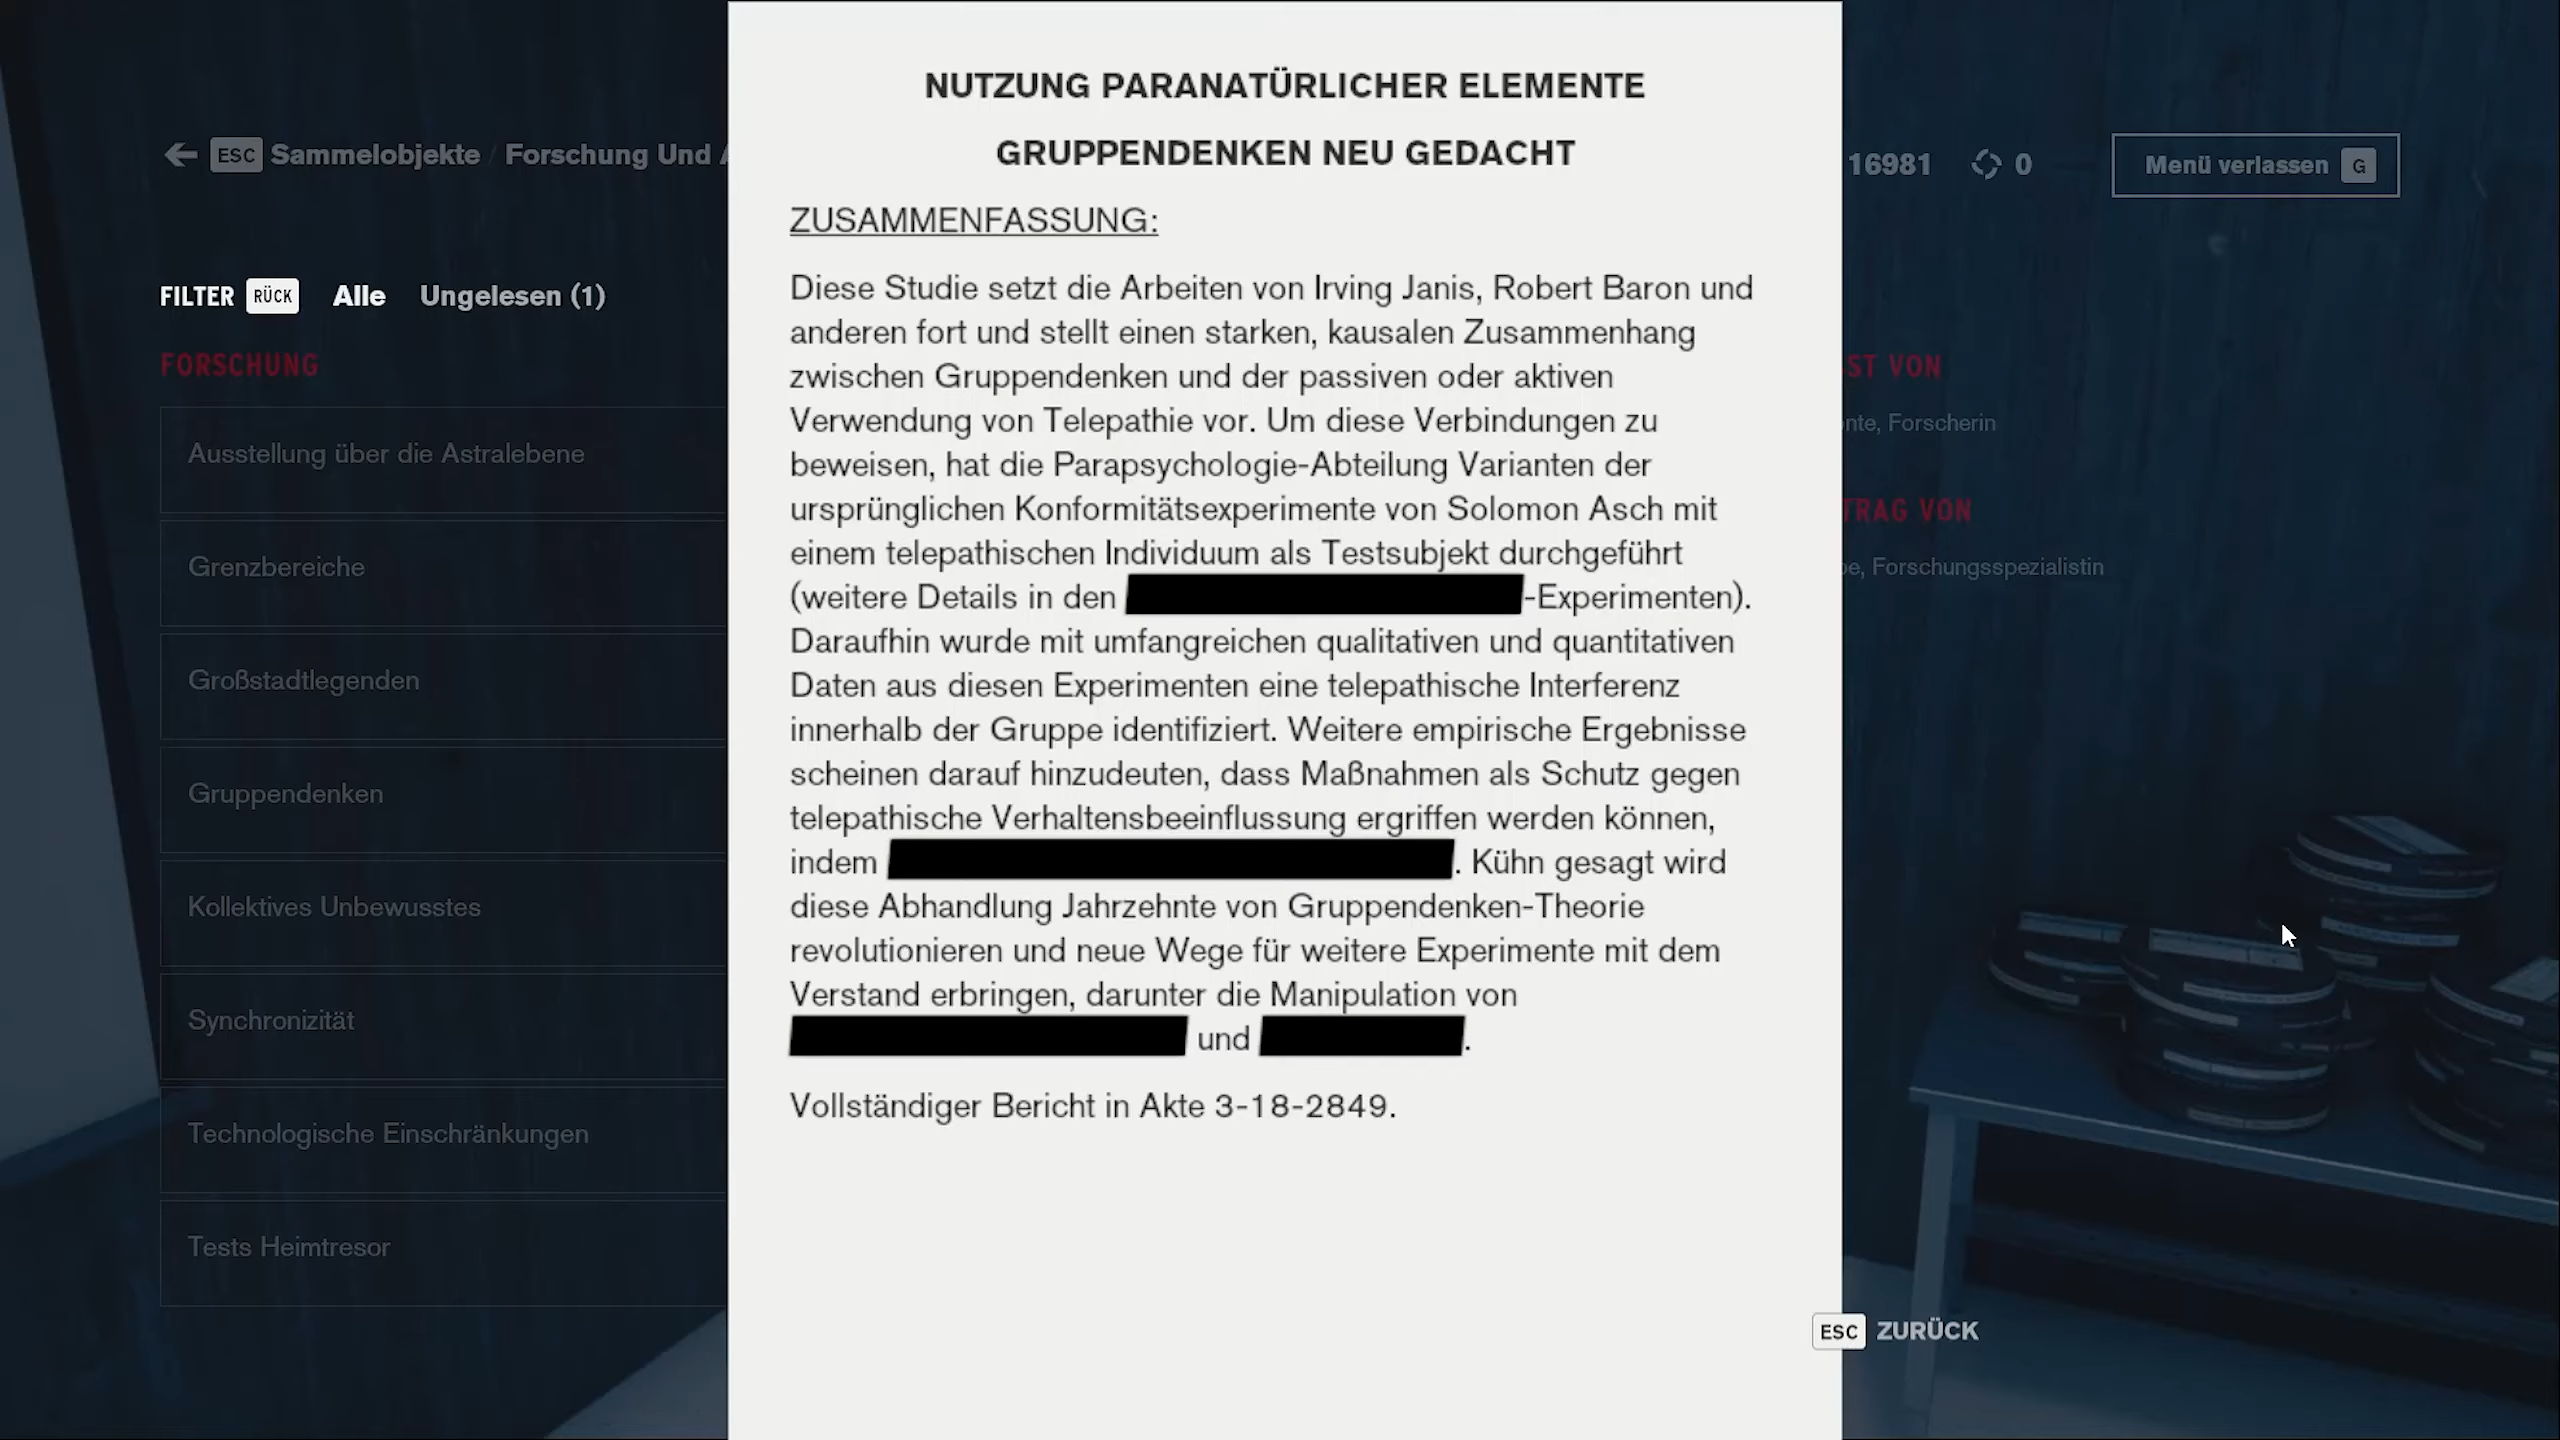 NUTZUNG PARANATÜRLICHER ELEMENTE
GRUPPENDENKEN NEU GEDACHT
ZUSAMMENFASSUNG:
Diese Studie setzt die Arbeiten von Irving Janis, Robert Baron und
anderen fort und stellt einen starken, kausalen Zusammenhang
zwischen Gruppendenken und der passiven oder aktiven
Verwendung von Telepathie vor. Um diese Verbindungen zu
beweisen, hat die Parapsychologie-Abteilung Varianten der
ursprünglichen Konformitätsexperimente von Solomon Asch mit
einem telepathischen Individuum als Testsubjekt durchgeführt
(weitere Details in den -Experimenten).
Daraufhin wurde mit umfangreichen qualitativen und quantitativen
Daten aus diesen Experimenten eine telepathische Interferenz
innerhalb der Gruppe identifiziert. Weitere empirische Ergebnisse
scheinen darauf hinzudeuten, dass Maßnahmen als Schutz gegen
telepathische Verhaltensbeeinflussung ergriffen werden können,
indem . Kühn gesagt wird
diese Abhandlung Jahrzehnte von Gruppendenken-Theorie
revolutionieren und neue Wege für weitere Experimente mit dem
Verstand erbringen, darunter die Manipulation von
und .
Vollständiger Bericht in Akte 3-18-2849.
ESC Sammelobjekte / Forschung Und
FILTER RÜCK Alle Ungelesen (1)
FORSCHUNG
Ausstellung über die Astralebene
Grenzbereiche
Großstadtlegenden
Gruppendenken
Kollektives Unbewusstes
Synchronizität
Technologische Einschränkungen
Tests Heimtresor
16981 0
Menü verlassen G
ST VON
nte, Forscherin
TRAG VON
be, Forschungsspezialistin
ESC ZURÜCK